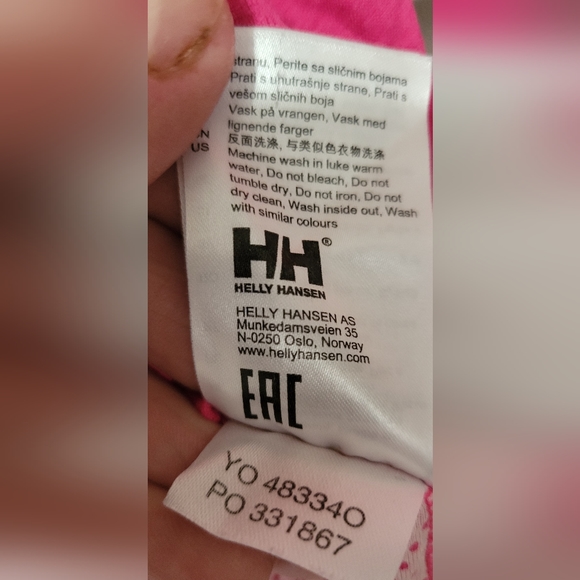 stranu, Perite sa sličnim bojama
Prati s unutrašnje strane, Prati s
vešom sličnih boja
Vask på vrangen, Vask med
lignende farger
反面洗涤, 与类似色衣物洗涤
US
Machine wash in luke warm
water, Do not bleach, Do not
tumble dry, Do not iron, Do not
dry clean, Wash inside out, Wash
with similar colours
HH®
HELLY HANSEN
HELLY HANSEN AS
Munkedamsveien 35
N-0250 Oslo, Norway
www.hellyhansen.com
EAC
YO 483340
PO 331867